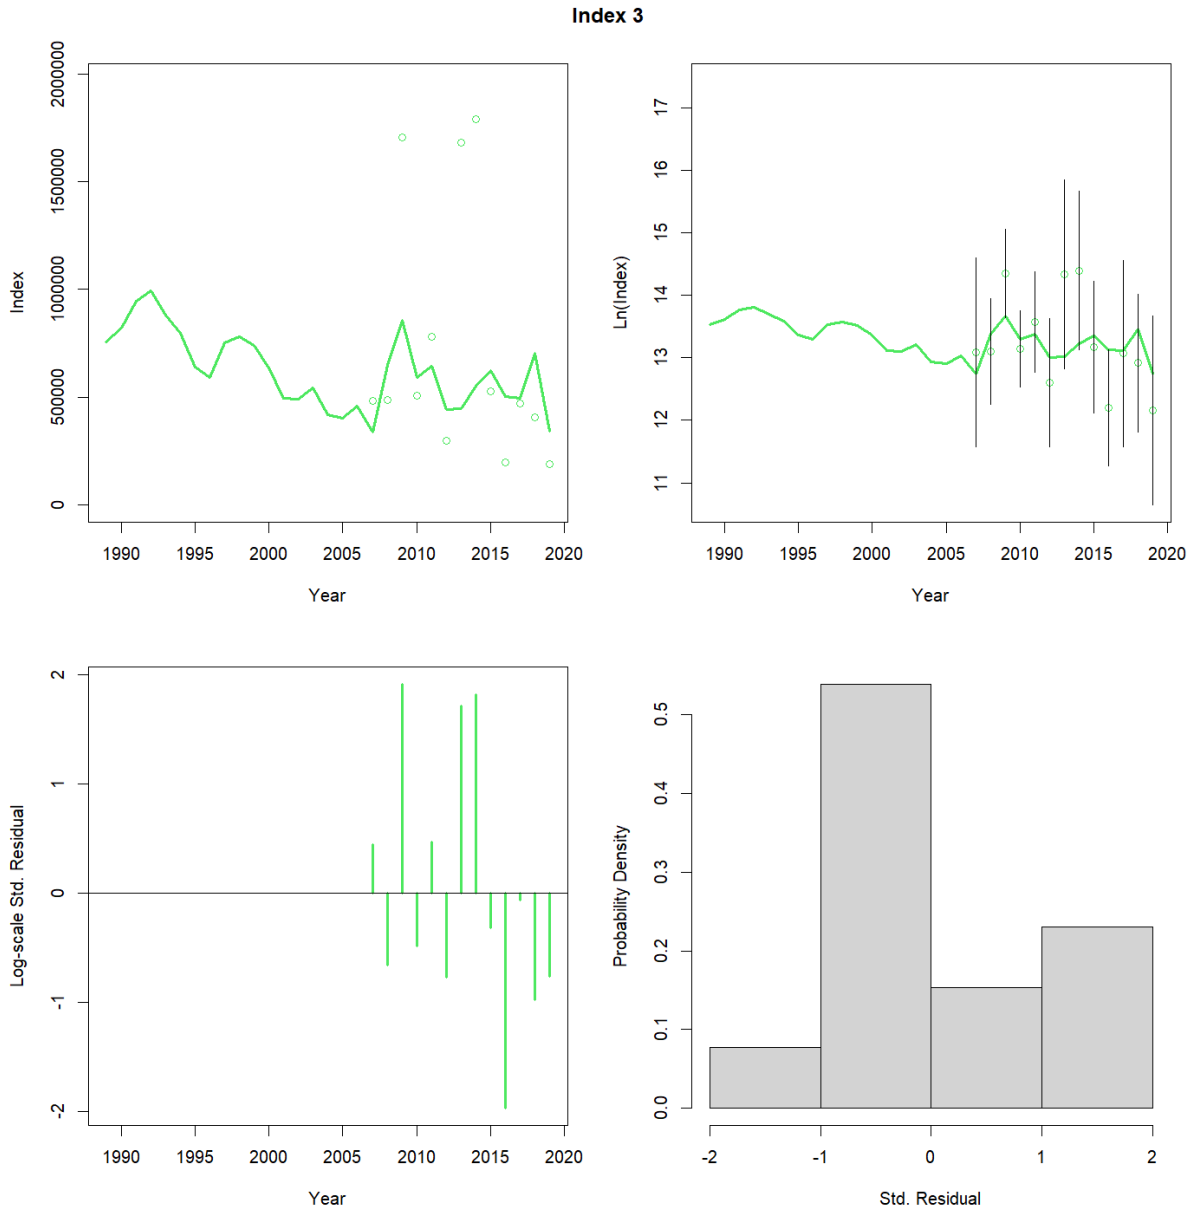 Index 3
Index
2000000
1500000
1000000
500000
0
1990 1995 2000 2005 2010 2015 2020
Year
Ln(Index)
17
16
15
14
13
12
11
1990 1995 2000 2005 2010 2015 2020
Year
Log-scale Std. Residual
2
1
0
-1
-2
1990 1995 2000 2005 2010 2015 2020
Year
Probability Density
0.5
0.4
0.3
0.2
0.1
0.0
-2 -1 0 1 2
Std. Residual